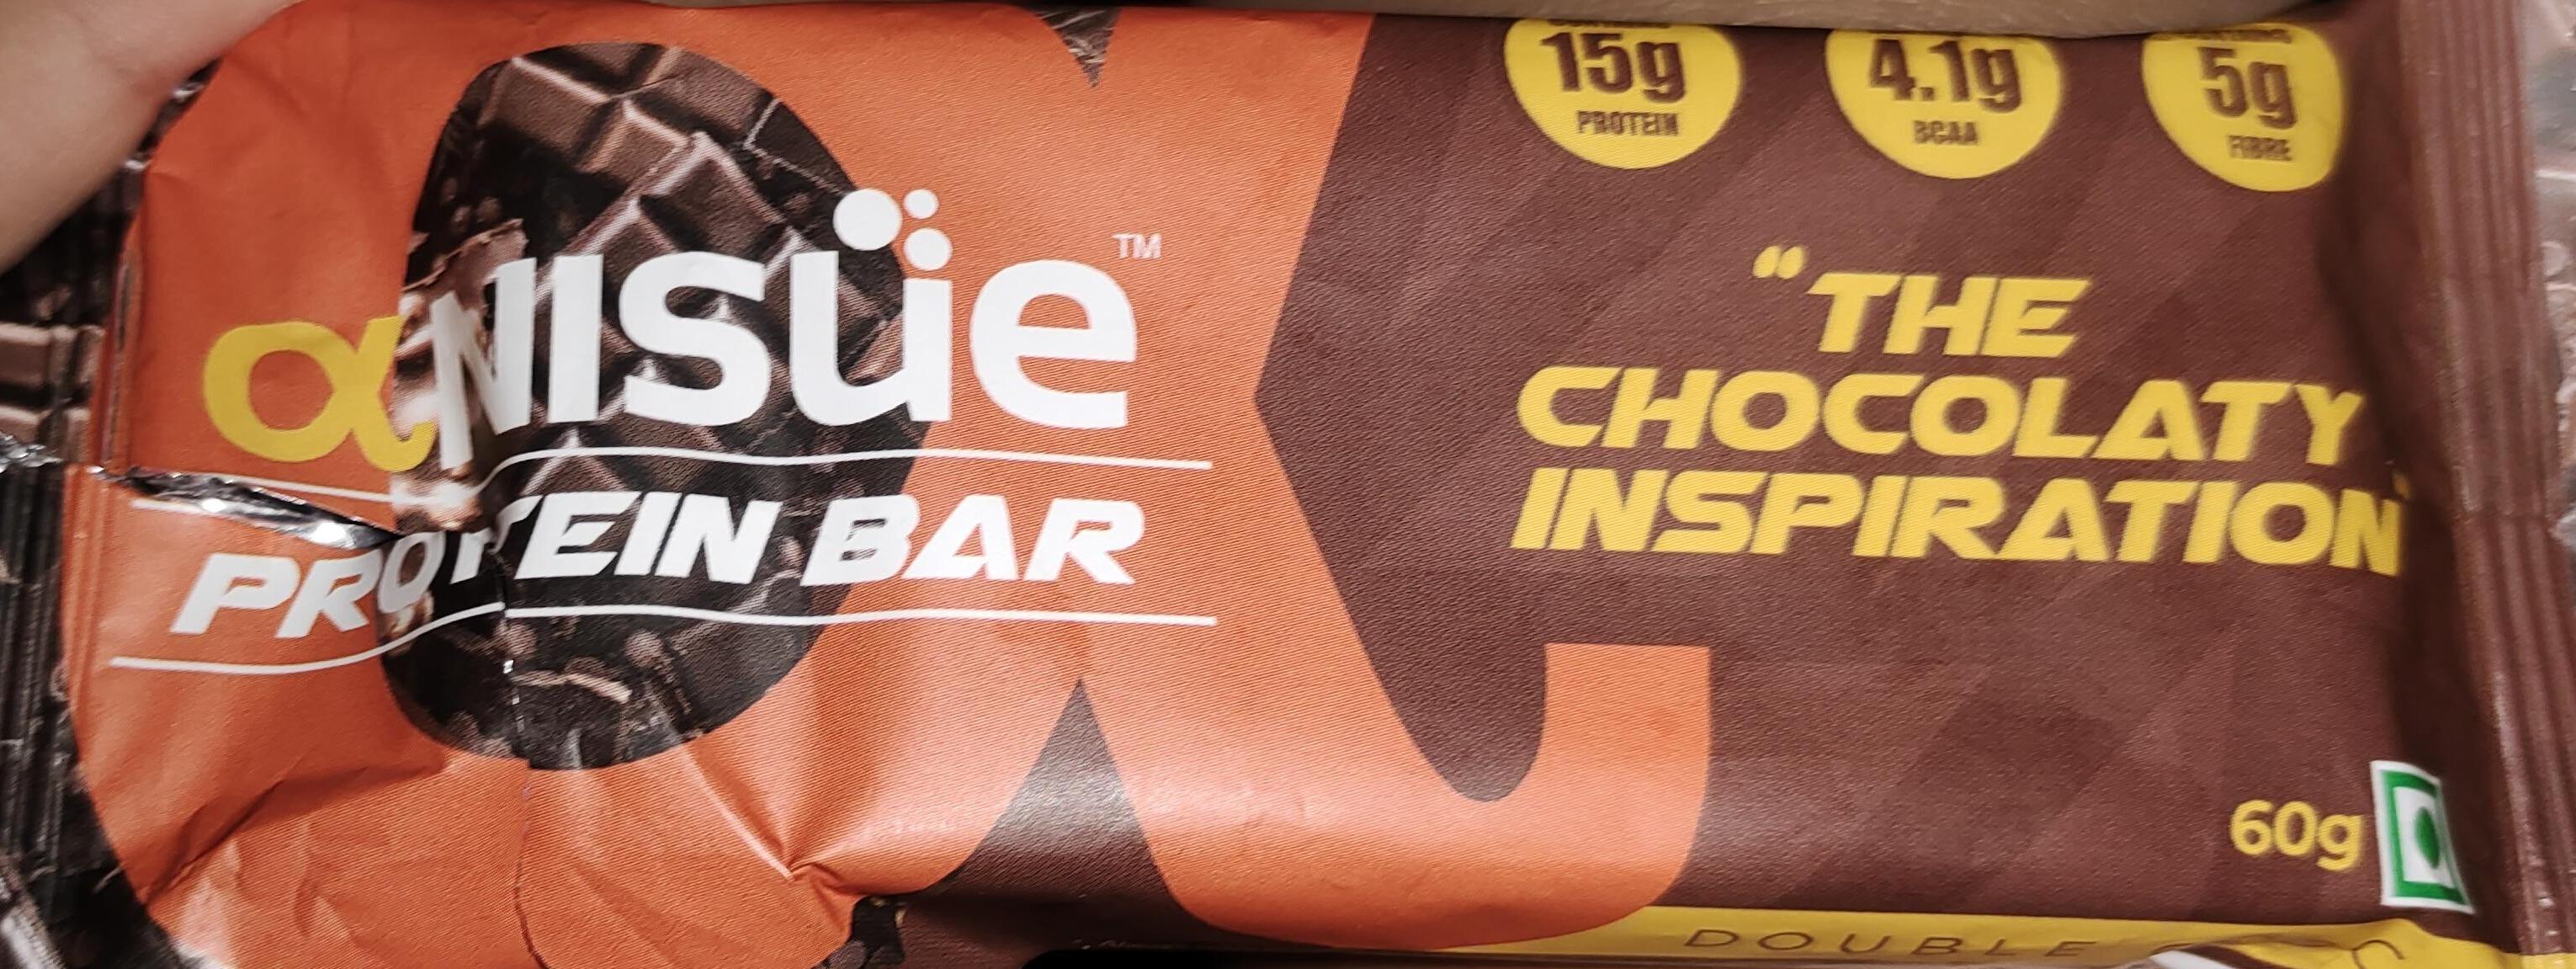 15g
PROTEIN
4.1g
BCAA
5g
FIBRE
αNISüe™
PROTEIN BAR
“THE
CHOCOLATY
INSPIRATION”
60g
DOUBLE